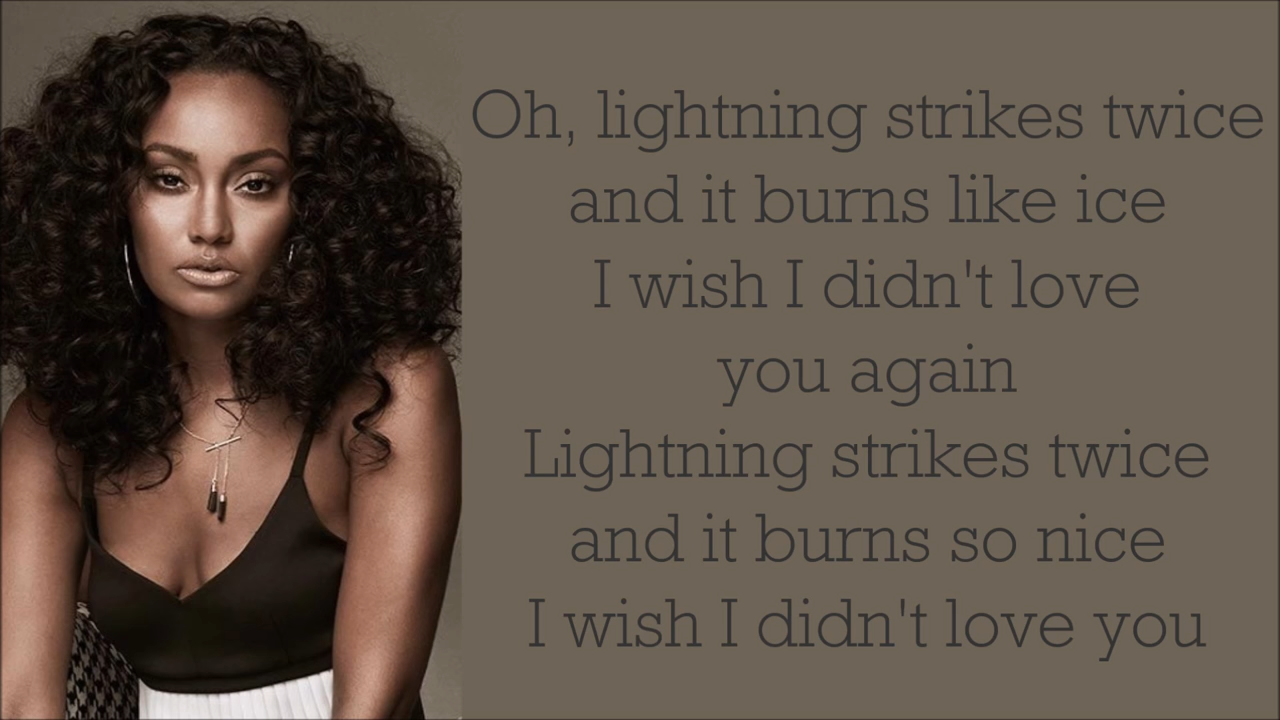 Oh, lightning strikes twice
and it burns like ice
I wish I didn't love
you again
Lightning strikes twice
and it burns so nice
I wish I didn't love you